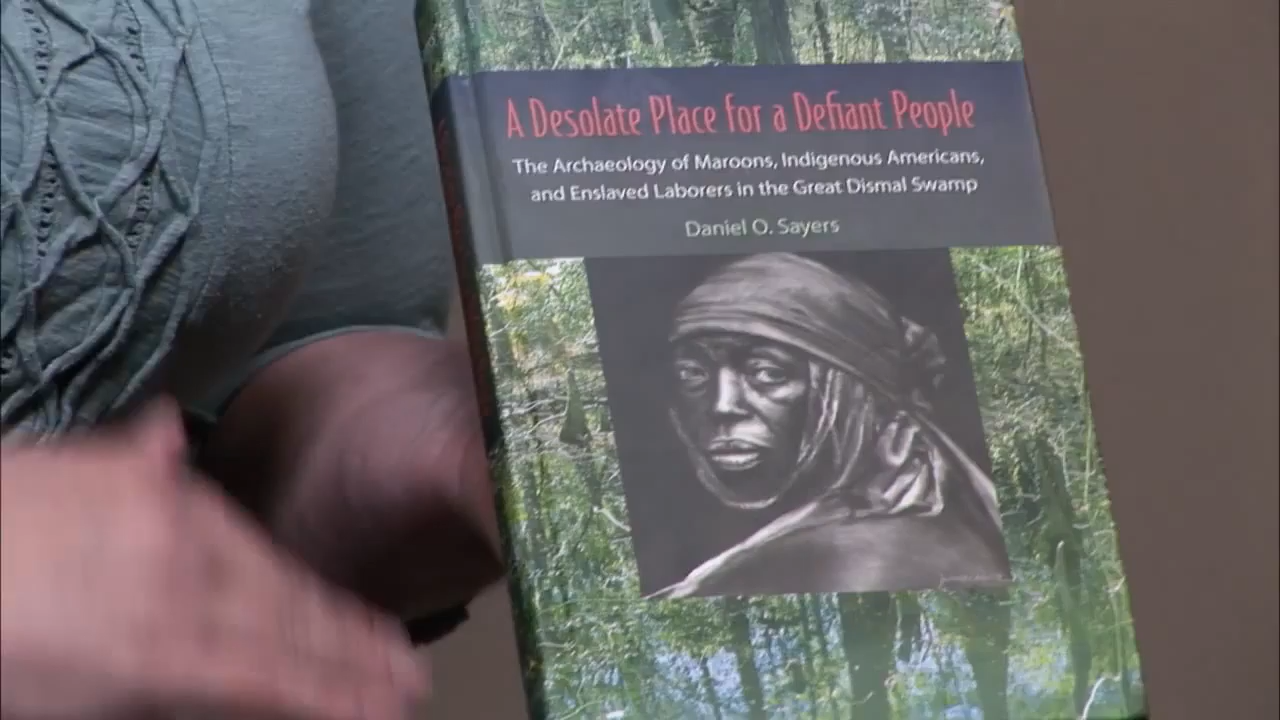 A Desolate Place for a Defiant People
The Archaeology of Maroons, Indigenous Americans,
and Enslaved Laborers in the Great Dismal Swamp
Daniel O. Sayers